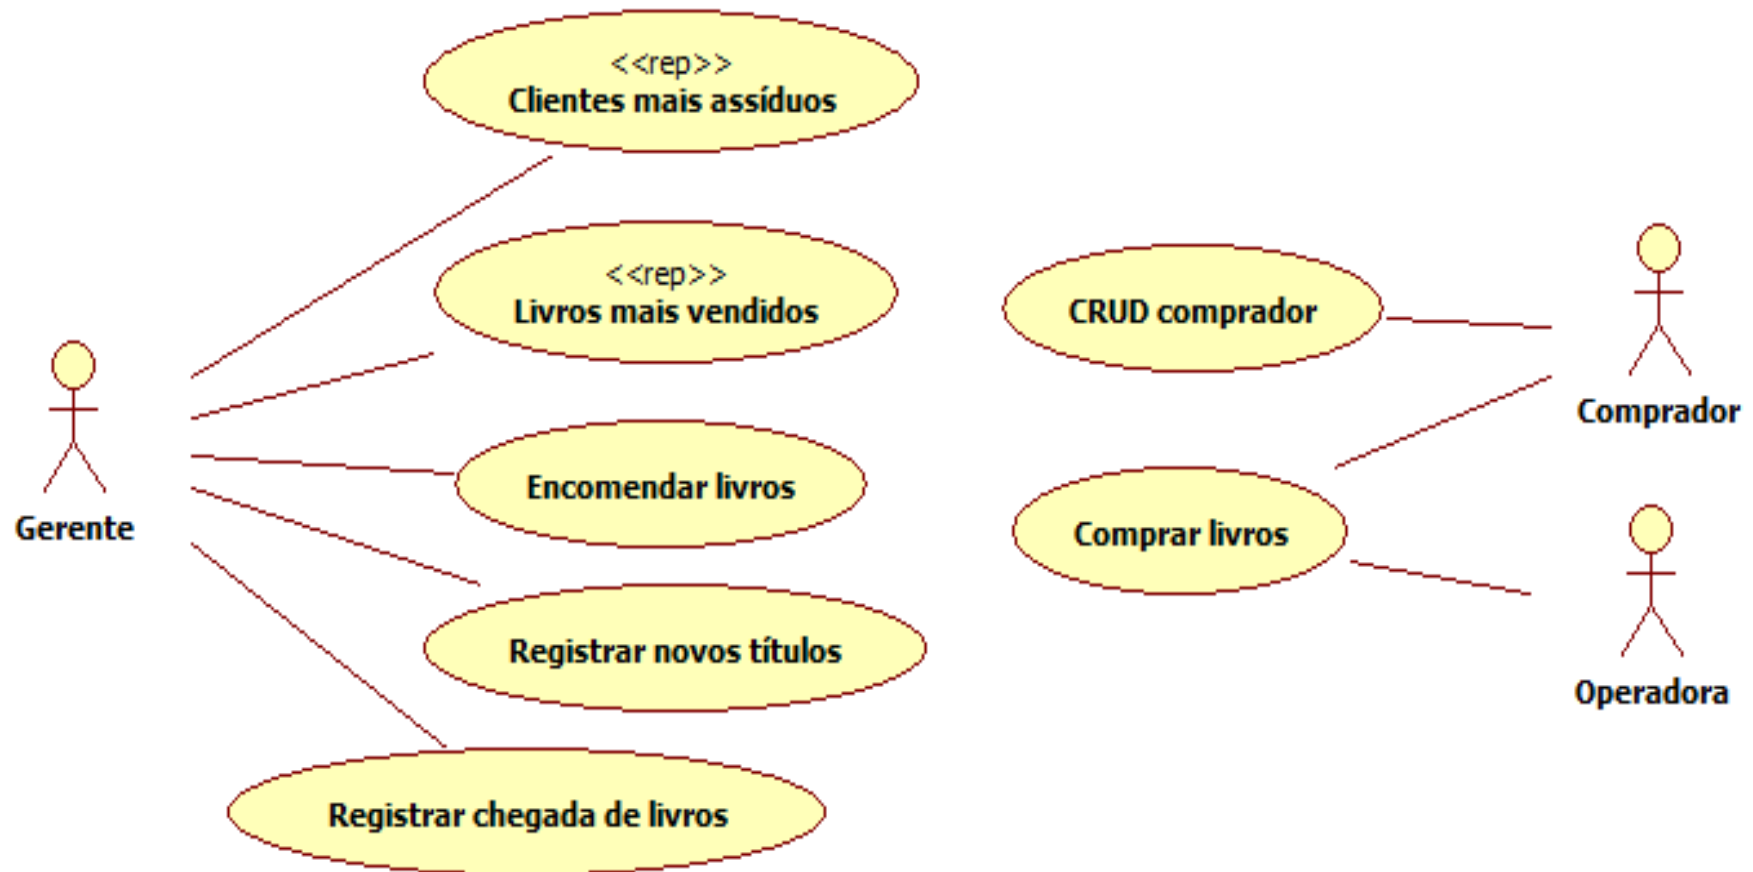 <<rep>>
Clientes mais assíduos
<<rep>>
Livros mais vendidos
CRUD comprador
Comprador
Encomendar livros
Gerente
Comprar livros
Registrar novos títulos
Operadora
Registrar chegada de livros